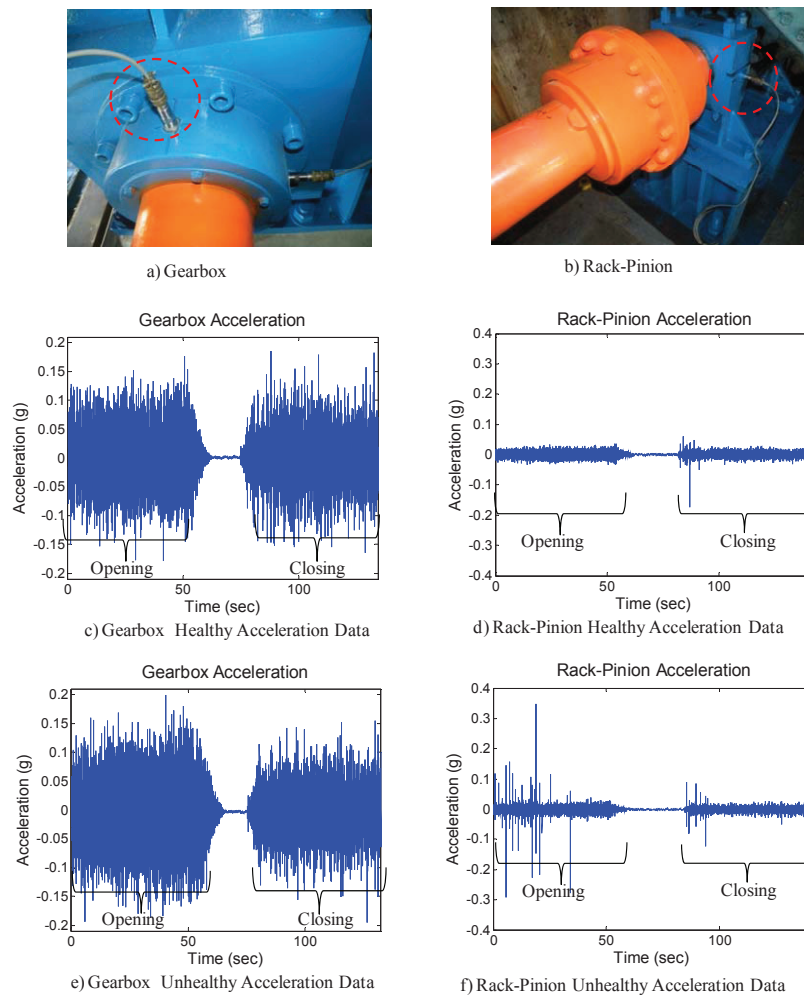 a) Gearbox
b) Rack-Pinion
Gearbox Acceleration
Acceleration (g)
0.2
0.15
0.1
0.05
0
-0.05
-0.1
-0.15
-0.2
Opening
Closing
0 50 100
Time (sec)
c) Gearbox Healthy Acceleration Data
Rack-Pinion Acceleration
Acceleration (g)
0.4
0.3
0.2
0.1
0
-0.1
-0.2
-0.3
-0.4
Opening
Closing
0 50 100
Time (sec)
d) Rack-Pinion Healthy Acceleration Data
Gearbox Acceleration
Acceleration (g)
0.2
0.15
0.1
0.05
0
-0.05
-0.1
-0.15
-0.2
Opening
Closing
0 50 100
Time (sec)
e) Gearbox Unhealthy Acceleration Data
Rack-Pinion Acceleration
Acceleration (g)
0.4
0.3
0.2
0.1
0
-0.1
-0.2
-0.3
-0.4
Opening
Closing
0 50 100
Time (sec)
f) Rack-Pinion Unhealthy Acceleration Data